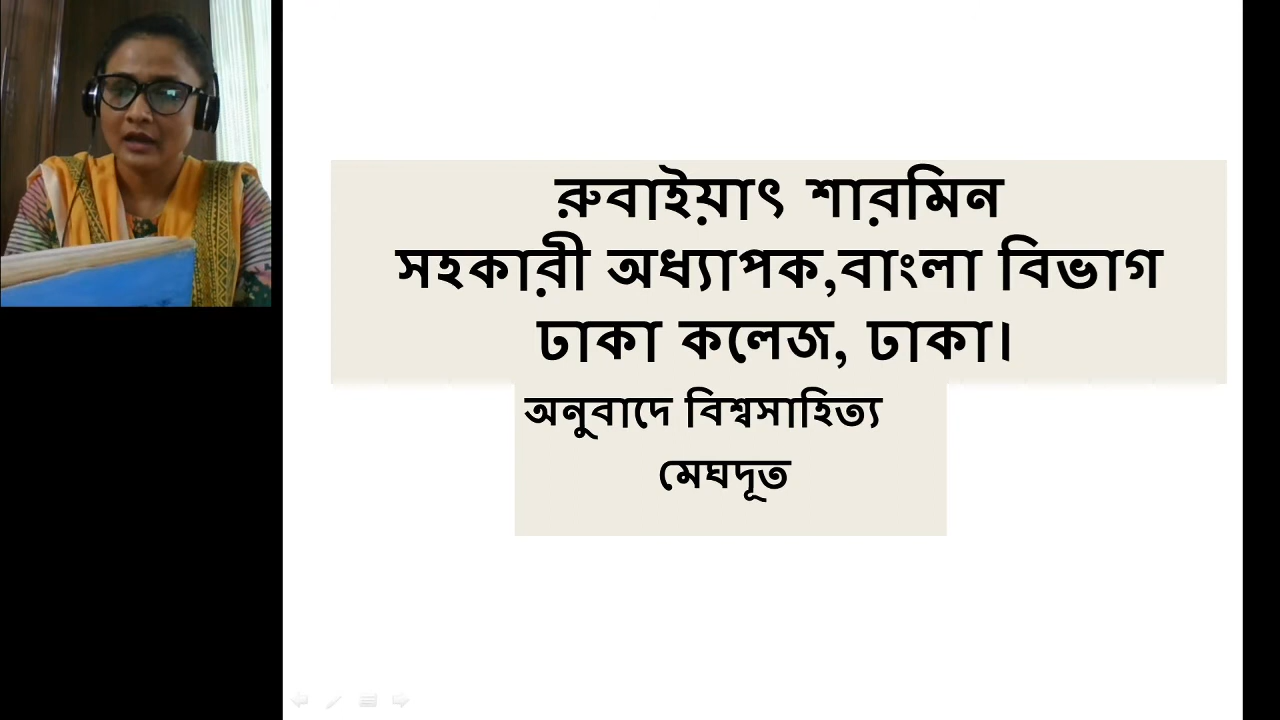 রুবাইয়াৎ শারমিন
সহকারী অধ্যাপক,বাংলা বিভাগ
ঢাকা কলেজ, ঢাকা।
অনুবাদে বিশ্বসাহিত্য
মেঘদূত